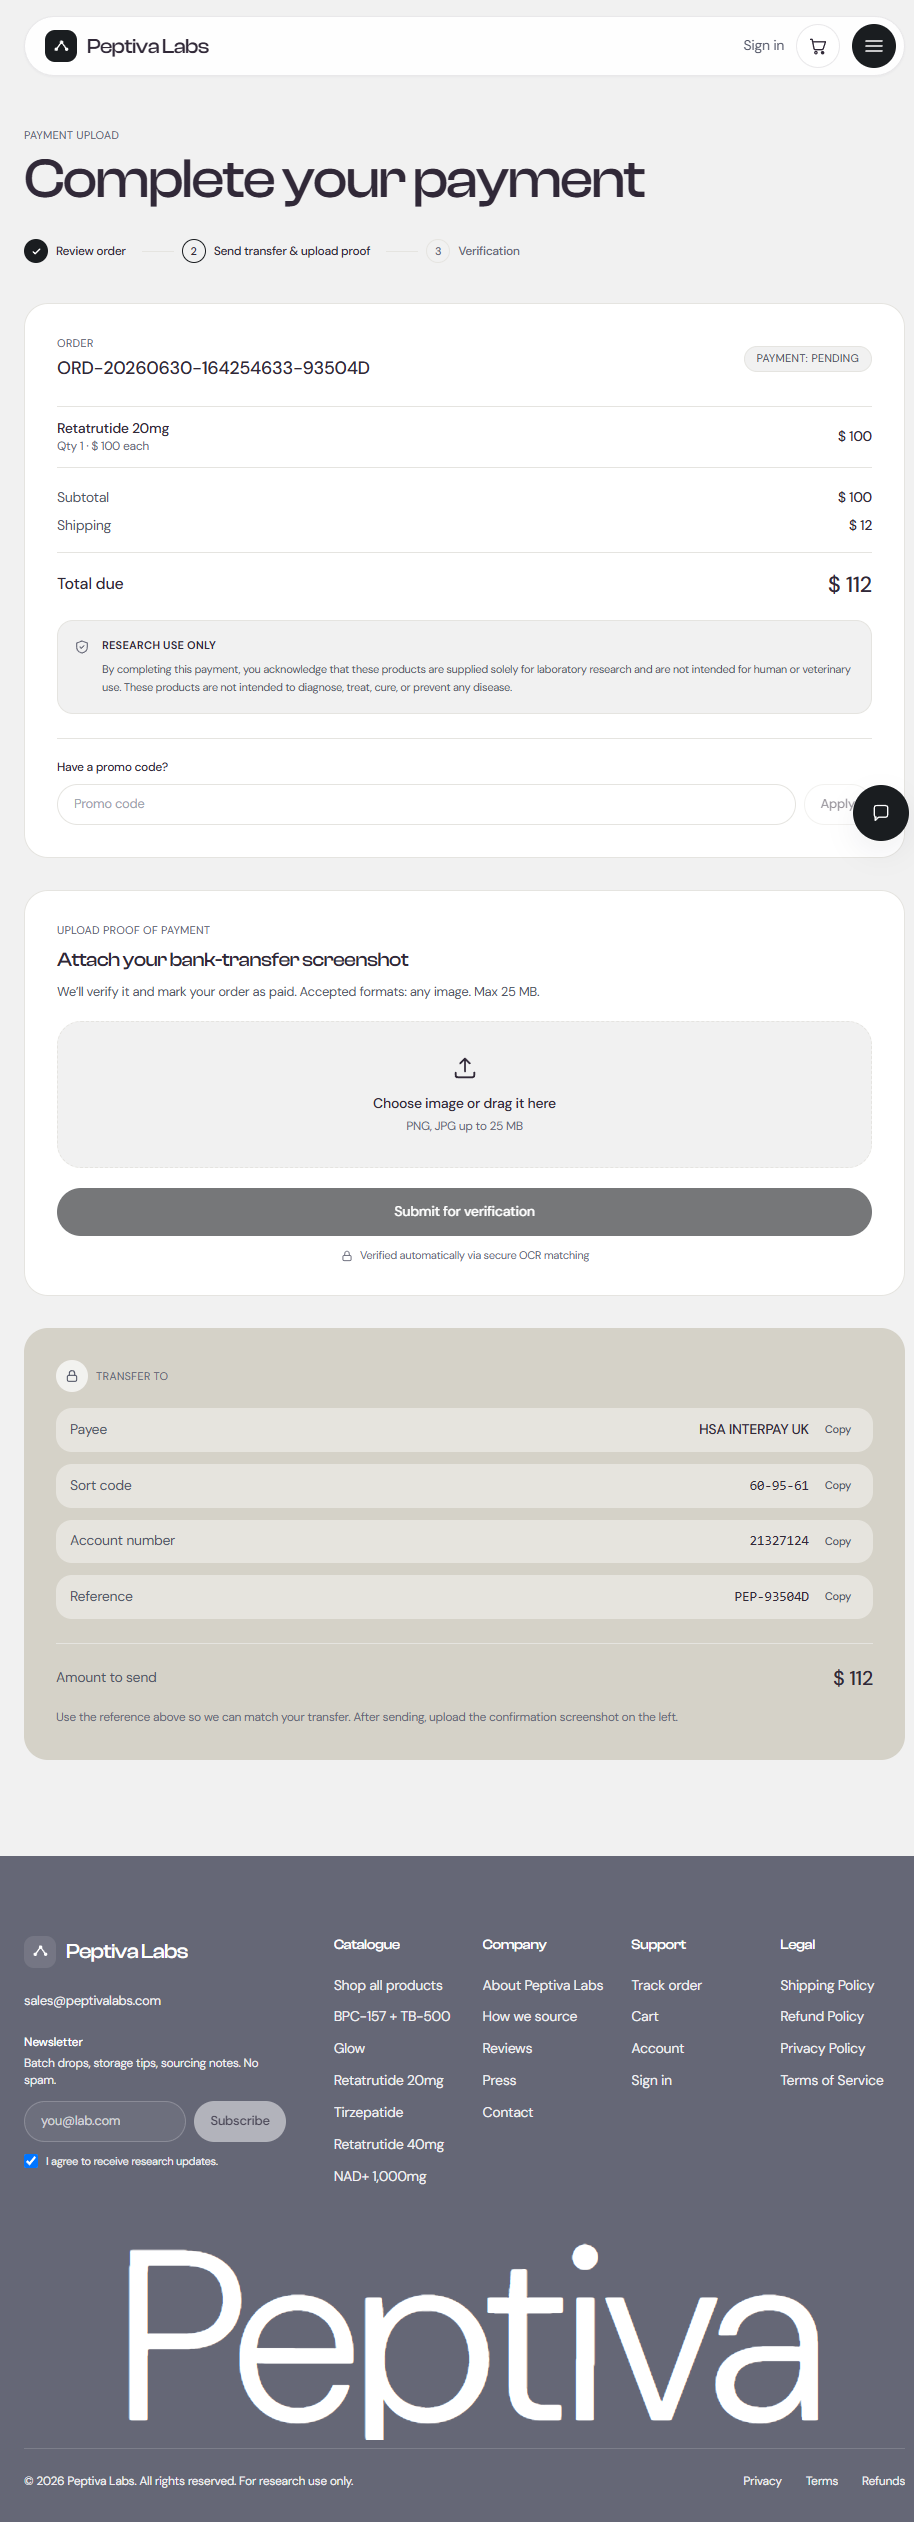 Peptiva Labs
Sign in
PAYMENT UPLOAD
Complete your payment
Review order
2 Send transfer & upload proof
3 Verification
ORDER
ORD-20260630-164254633-93504D
PAYMENT: PENDING
Retatrutide 20mg
Qty 1 · $ 100 each
$ 100
Subtotal $ 100
Shipping $ 12
Total due $ 112
RESEARCH USE ONLY
By completing this payment, you acknowledge that these products are supplied solely for laboratory research and are not intended for human or veterinary
use. These products are not intended to diagnose, treat, cure, or prevent any disease.
Have a promo code?
Promo code
Apply
UPLOAD PROOF OF PAYMENT
Attach your bank-transfer screenshot
We'll verify it and mark your order as paid. Accepted formats: any image. Max 25 MB.
Choose image or drag it here
PNG, JPG up to 25 MB
Submit for verification
Verified automatically via secure OCR matching
TRANSFER TO
Payee HSA INTERPAY UK Copy
Sort code 60-95-61 Copy
Account number 21327124 Copy
Reference PEP-93504D Copy
Amount to send $ 112
Use the reference above so we can match your transfer. After sending, upload the confirmation screenshot on the left.
Peptiva Labs
sales@peptivalabs.com
Newsletter
Batch drops, storage tips, sourcing notes. No
spam.
you@lab.com
Subscribe
I agree to receive research updates.
Catalogue
Shop all products
BPC-157 + TB-500
Glow
Retatrutide 20mg
Tirzepatide
Retatrutide 40mg
NAD+ 1,000mg
Company
About Peptiva Labs
How we source
Reviews
Press
Contact
Support
Track order
Cart
Account
Sign in
Legal
Shipping Policy
Refund Policy
Privacy Policy
Terms of Service
Peptiva
© 2026 Peptiva Labs. All rights reserved. For research use only.
Privacy Terms Refunds